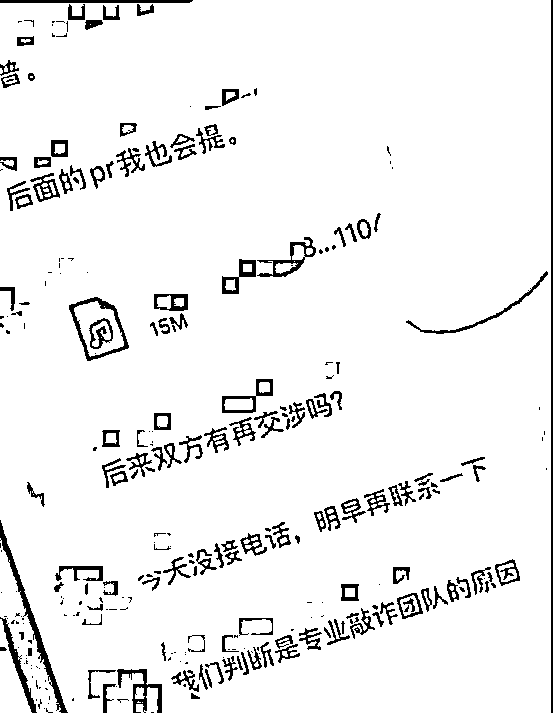 普。
后面的pr我也会提。
8...110
15M
后来双方有再交涉吗?
今天没接电话，明早再联系一下
我们判断是专业敲诈团队的原因